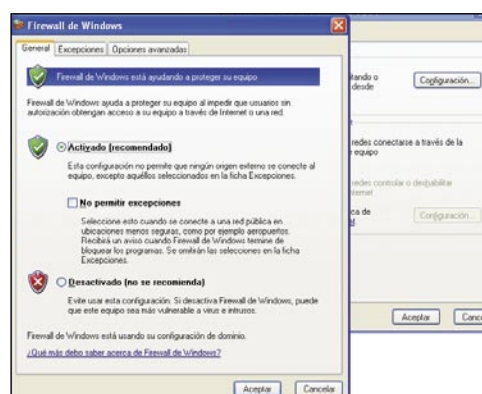 Firewall de Windows
General Excepciones Opciones avanzadas
Firewall de Windows está ayudando a proteger su equipo
Firewall de Windows ayuda a proteger su equipo al impedir que usuarios sin
autorización obtengan acceso a su equipo a través de Internet o una red.
Activado (recomendado)
Esta configuración no permite que ningún origen externo se conecte al
equipo, excepto aquéllos seleccionados en la ficha Excepciones.
No permitir excepciones
Seleccione esto cuando se conecte a una red pública en
ubicaciones menos seguras, como por ejemplo aeropuertos.
Recibirá un aviso cuando Firewall de Windows termine de
bloquear los programas. Se omitirán las selecciones en la ficha
Excepciones.
Desactivado (no se recomienda)
Evite usar esta configuración. Si desactiva Firewall de Windows, puede
que este equipo sea más vulnerable a virus e intrusos.
Firewall de Windows está usando su configuración de dominio.
¿Qué más debo saber acerca de Firewall de Windows?
Aceptar Cancelar
tando o
desde
Configuración...
redes conectarse a través de la
equipo
redes controlar o deshabilitar
ca de
Configuración...
Aceptar Canc